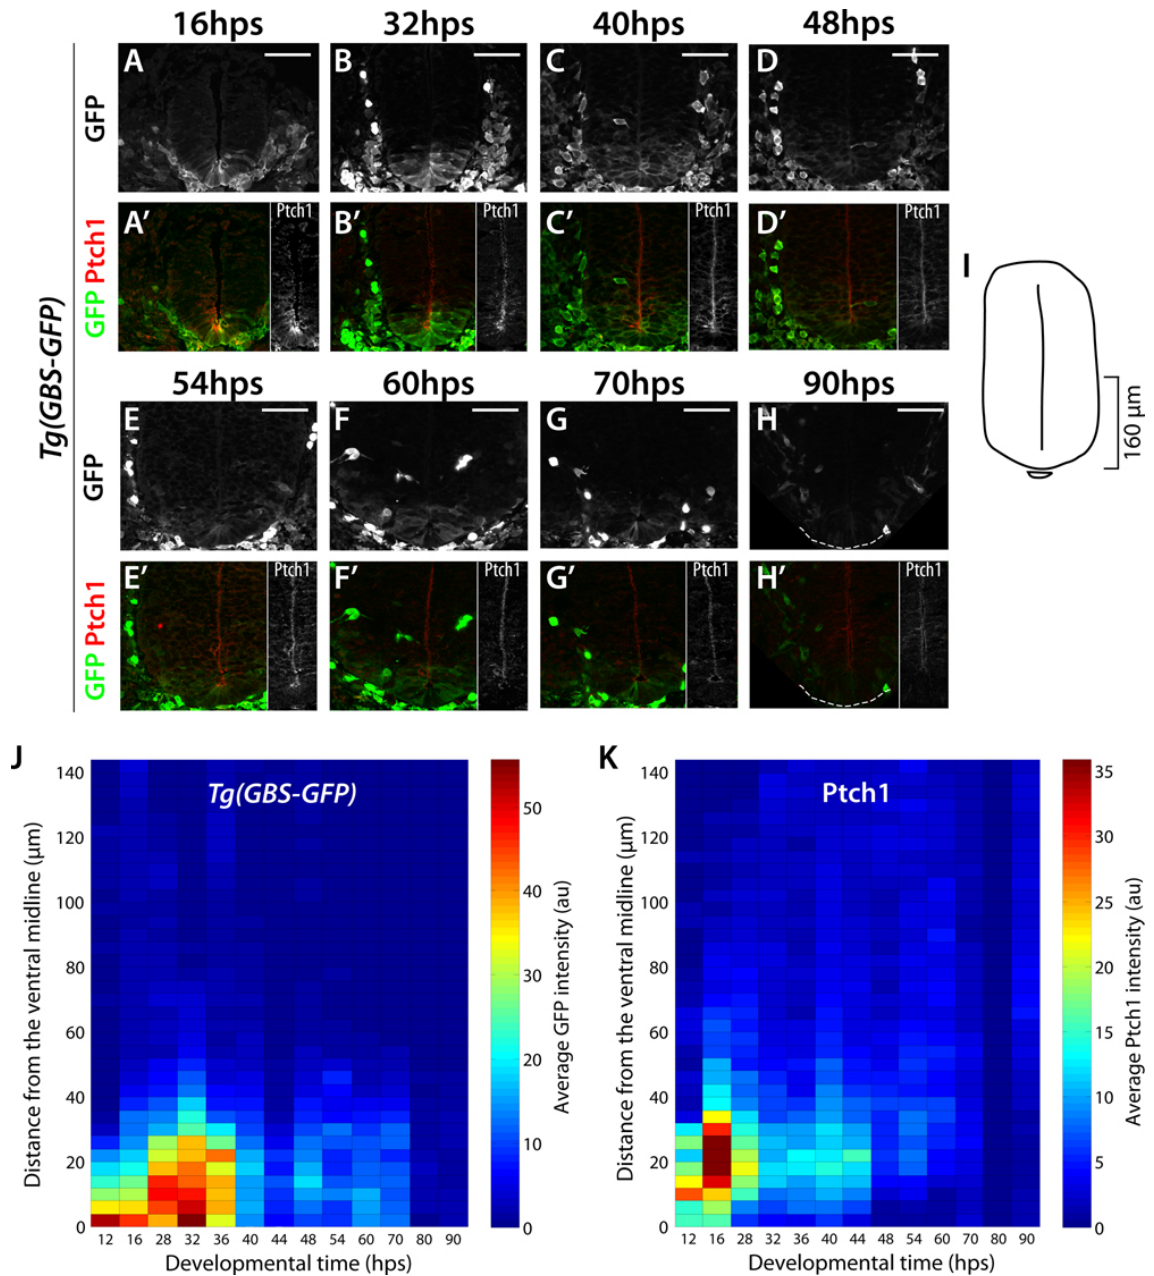 16hps 32hps 40hps 48hps
A B C D
GFP
A′ Ptch1 B′ Ptch1 C′ Ptch1 D′ Ptch1
GFP Ptch1
Tg(GBS-GFP)
I
160 µm
54hps 60hps 70hps 90hps
E F G H
GFP
E′ Ptch1 F′ Ptch1 G′ Ptch1 H′ Ptch1
GFP Ptch1
J
Tg(GBS-GFP)
Distance from the ventral midline (µm)
140
120
100
80
60
40
20
0
12 16 28 32 36 40 44 48 54 60 70 80 90
Developmental time (hps)
50
40
30
20
10
0
Average GFP intensity (au)
K
Ptch1
Distance from the ventral midline (µm)
140
120
100
80
60
40
20
0
12 16 28 32 36 40 44 48 54 60 70 80 90
Developmental time (hps)
35
30
25
20
15
10
5
0
Average Ptch1 intensity (au)